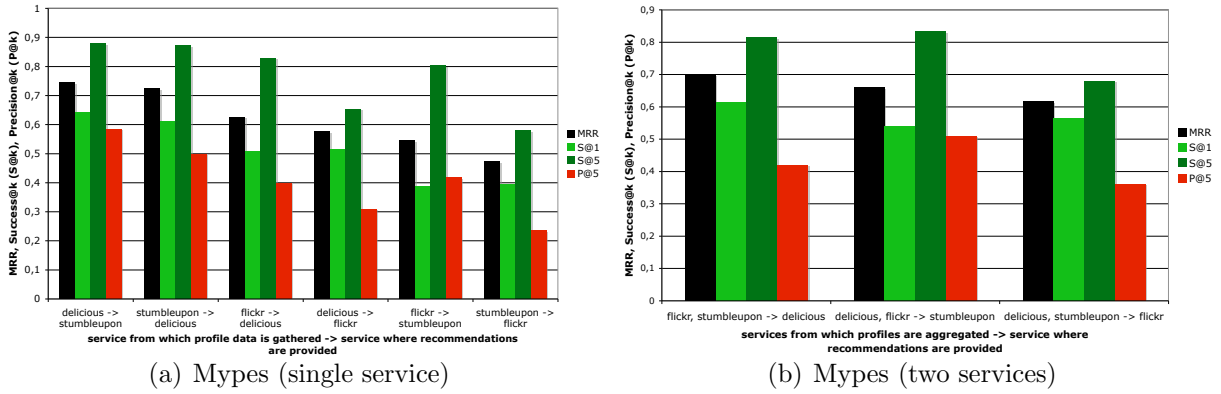 MRR, Success@k (S@k), Precision@k (P@k)
1
0,9
0,8
0,7
0,6
0,5
0,4
0,3
0,2
0,1
0
delicious -> stumbleupon
stumbleupon -> delicious
flickr -> delicious
delicious -> flickr
flickr -> stumbleupon
stumbleupon -> flickr
service from which profile data is gathered -> service where recommendations
are provided
MRR
S@1
S@5
P@5
(a) Mypes (single service)
MRR, Success@k (S@k), Precision@k (P@k)
0,9
0,8
0,7
0,6
0,5
0,4
0,3
0,2
0,1
0
flickr, stumbleupon -> delicious
delicious, flickr -> stumbleupon
delicious, stumbleupon -> flickr
services from which profiles are aggregated -> service where
recommendations are provided
MRR
S@1
S@5
P@5
(b) Mypes (two services)